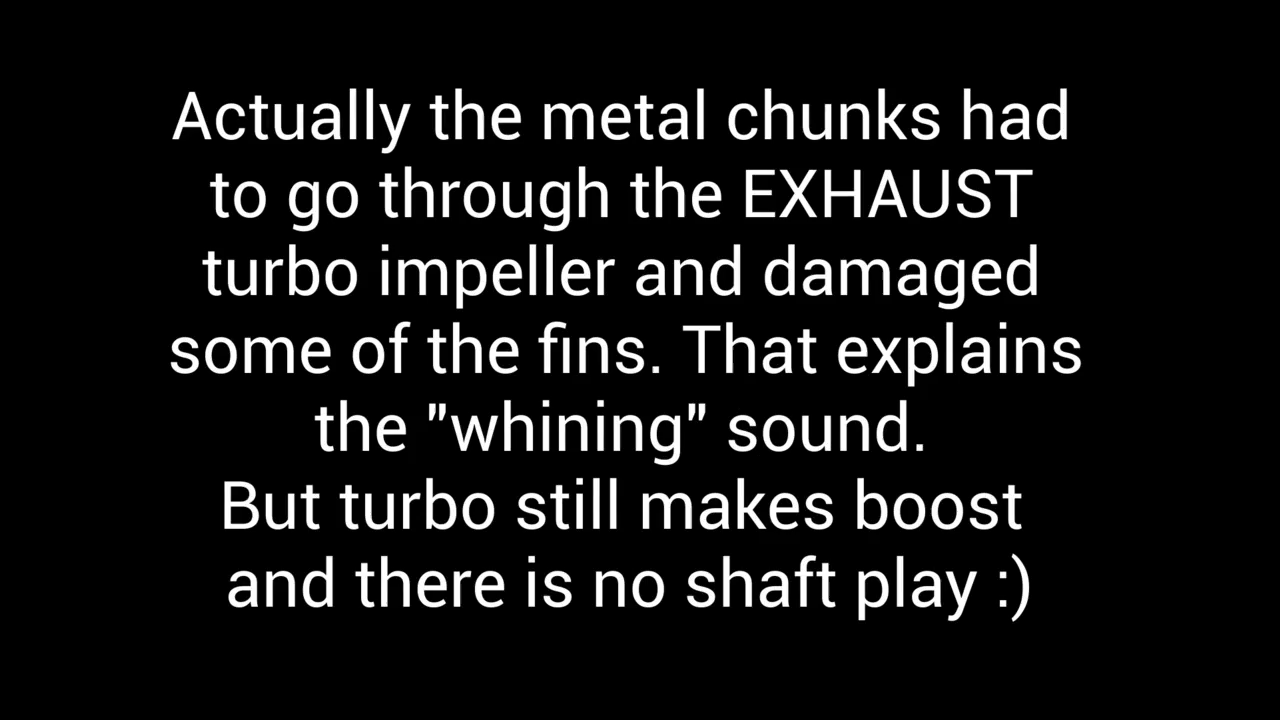 Actually the metal chunks had
to go through the EXHAUST
turbo impeller and damaged
some of the fins. That explains
the "whining" sound.
But turbo still makes boost
and there is no shaft play :)